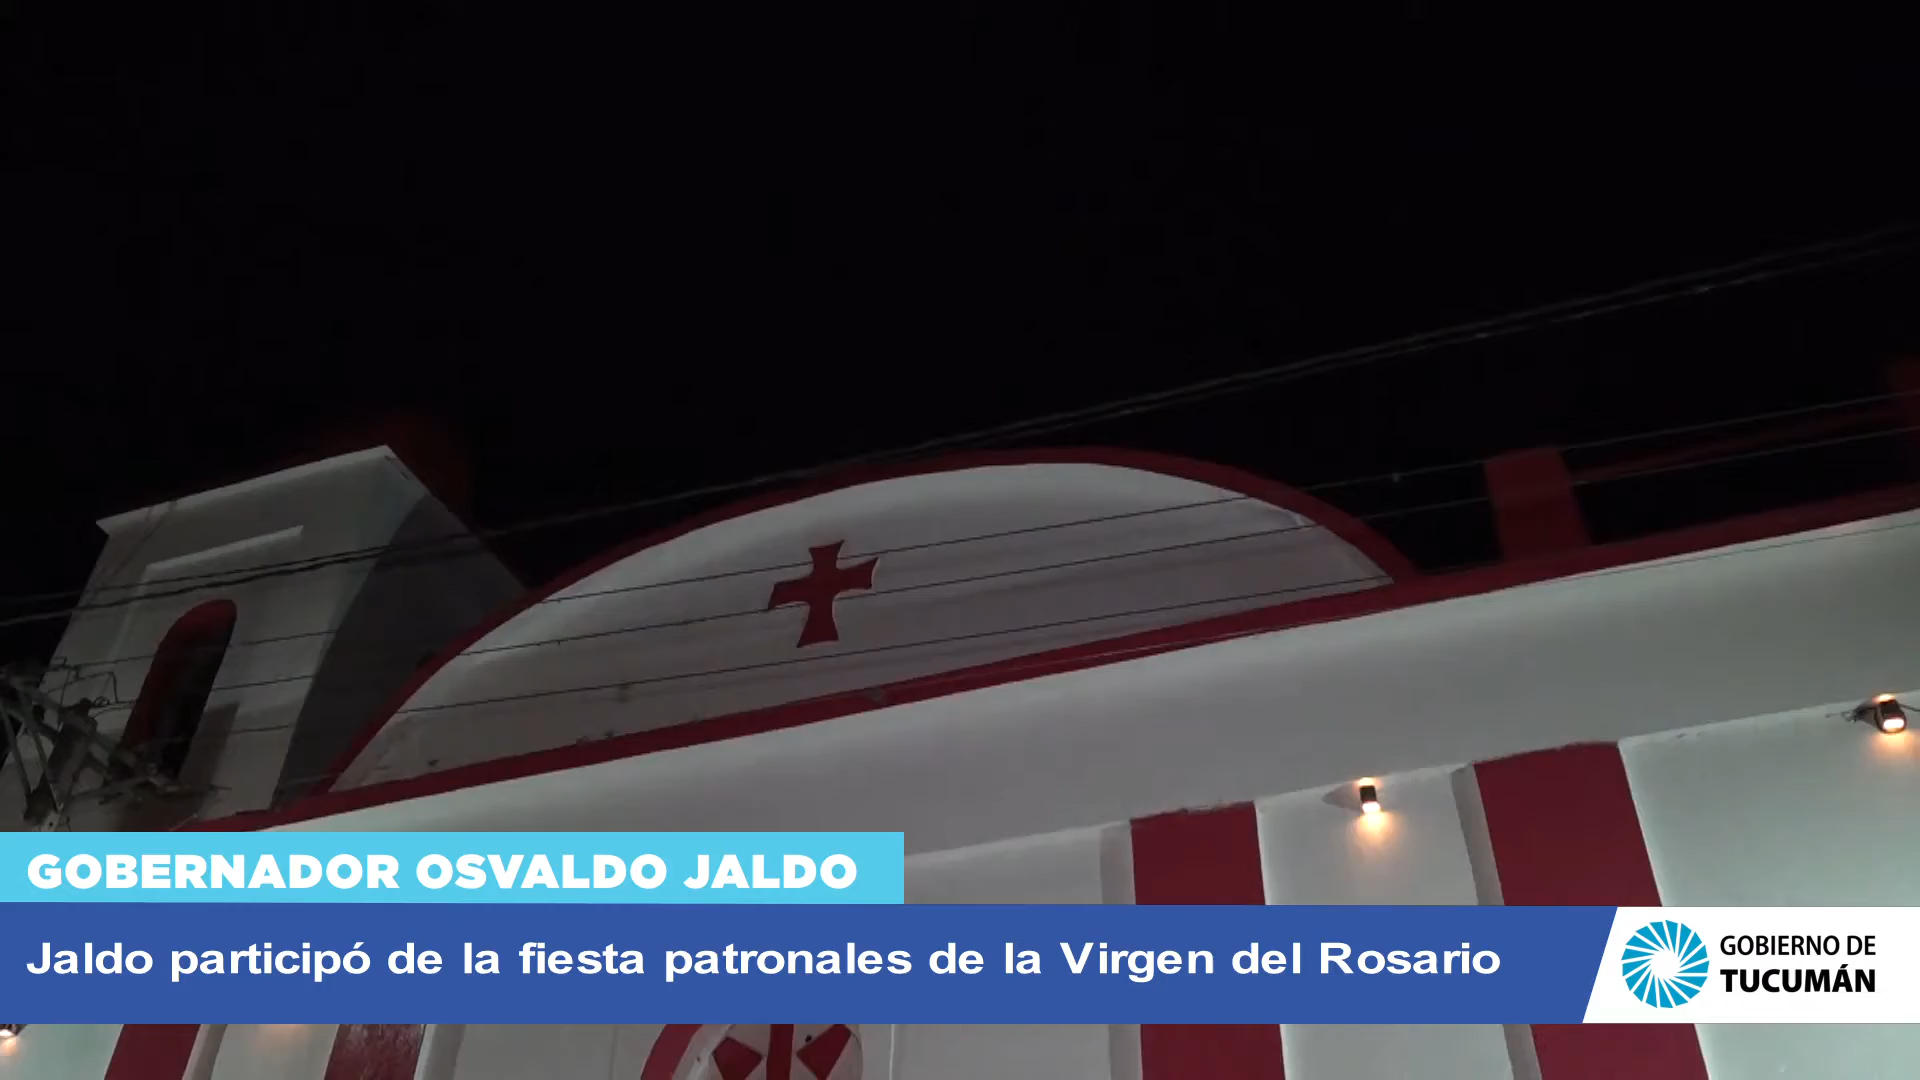 GOBERNADOR OSVALDO JALDO
Jaldo participó de la fiesta patronales de la Virgen del Rosario
GOBIERNO DE
TUCUMÁN